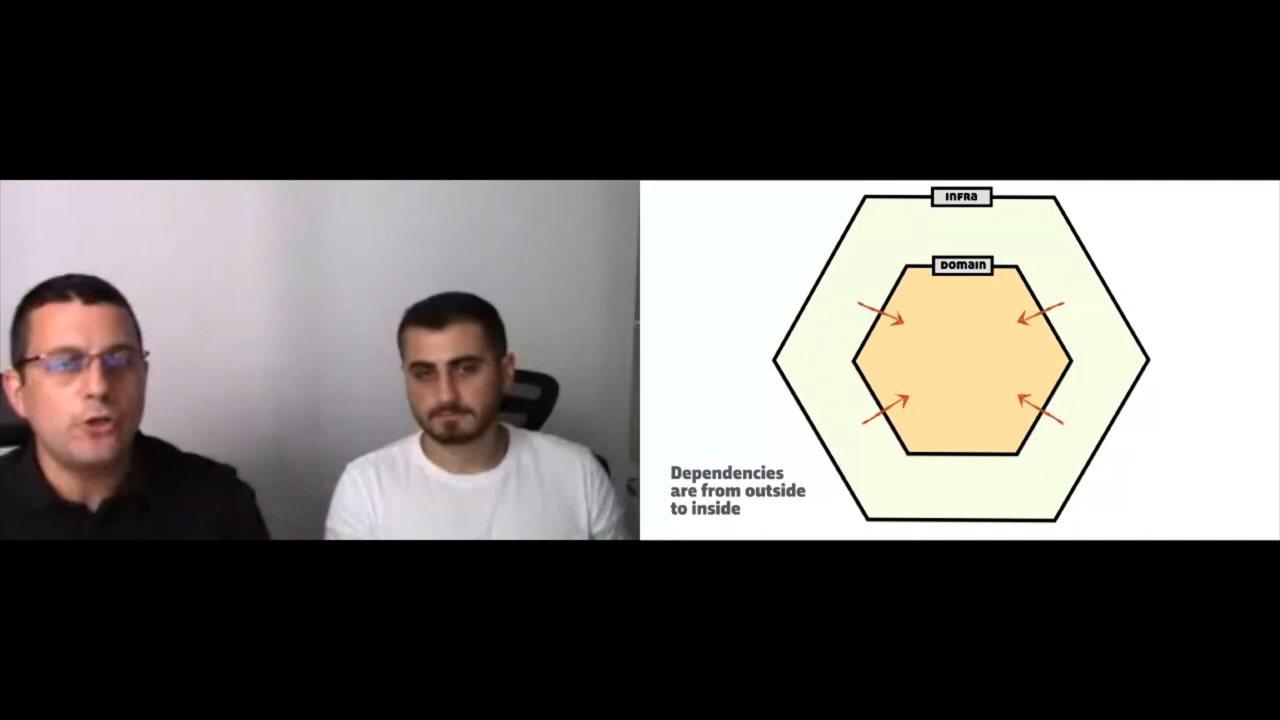 INFRA
DOMAIN
Dependencies
are from outside
to inside